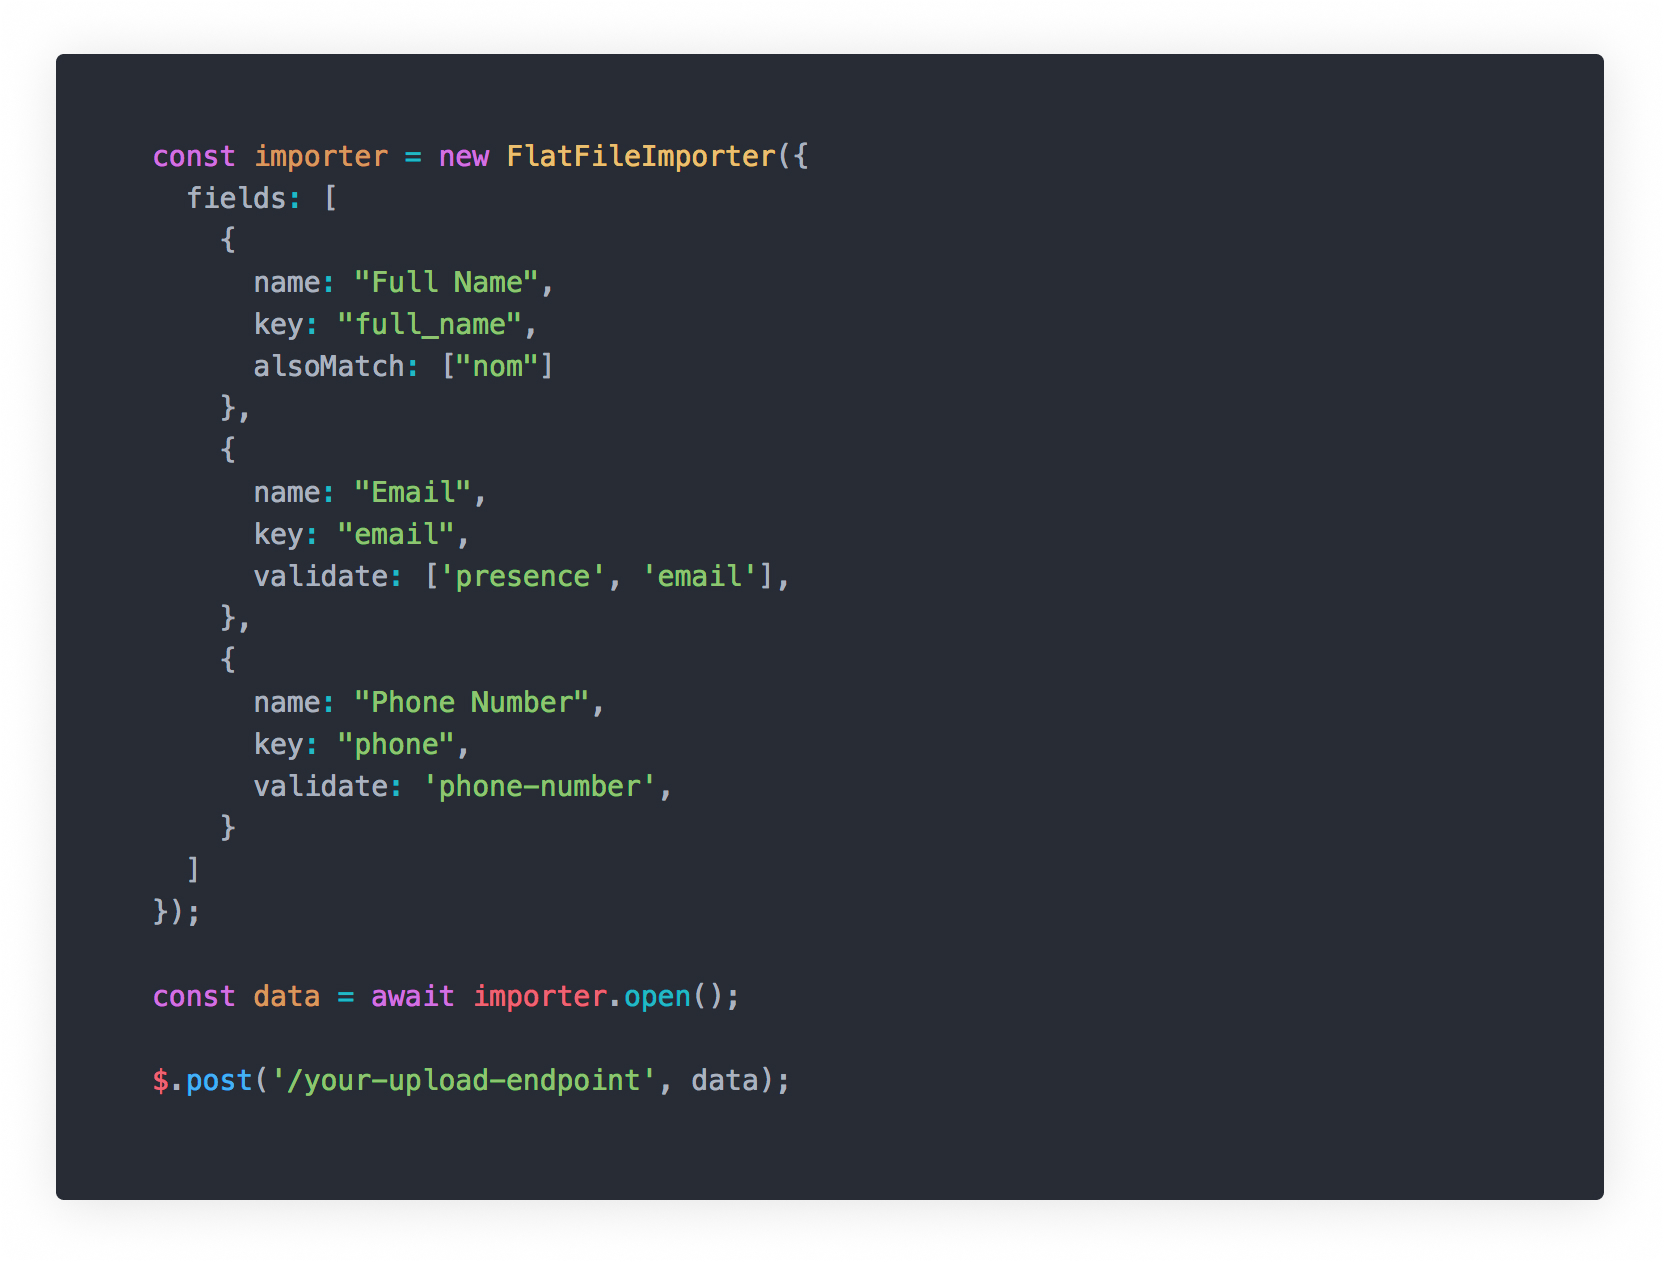 const importer = new FlatFileImporter({
  fields: [
    {
      name: "Full Name",
      key: "full_name",
      alsoMatch: ["nom"]
    },
    {
      name: "Email",
      key: "email",
      validate: ['presence', 'email'],
    },
    {
      name: "Phone Number",
      key: "phone",
      validate: 'phone-number',
    }
  ]
});

const data = await importer.open();

$.post('/your-upload-endpoint', data);